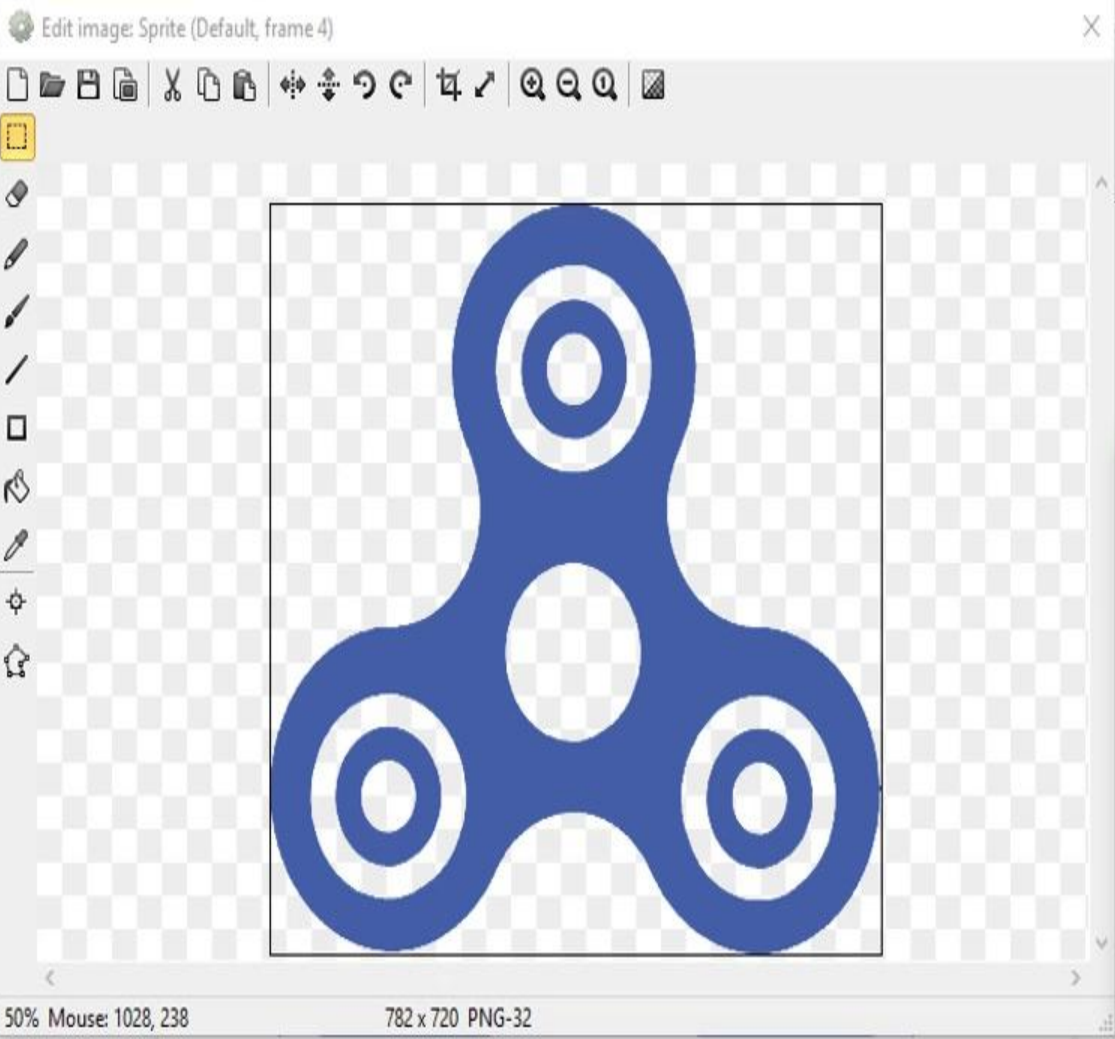 Edit image: Sprite (Default, frame 4)
50% Mouse: 1028, 238
782 x 720 PNG-32